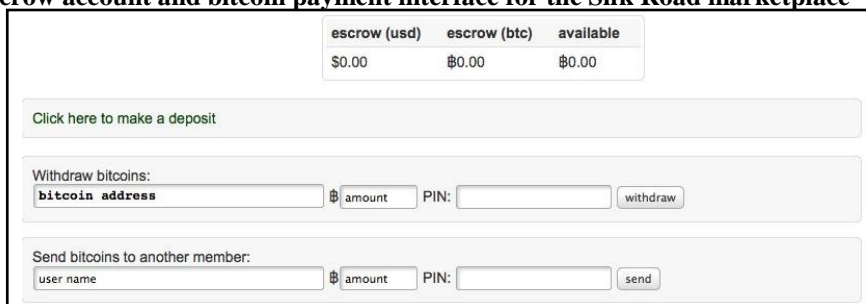 escrow account and bitcoin payment interface for the Silk Road marketplace
escrow (usd) escrow (btc) available
$0.00 ฿0.00 ฿0.00
Click here to make a deposit
Withdraw bitcoins:
bitcoin address ฿ amount PIN: withdraw
Send bitcoins to another member:
user name ฿ amount PIN: send